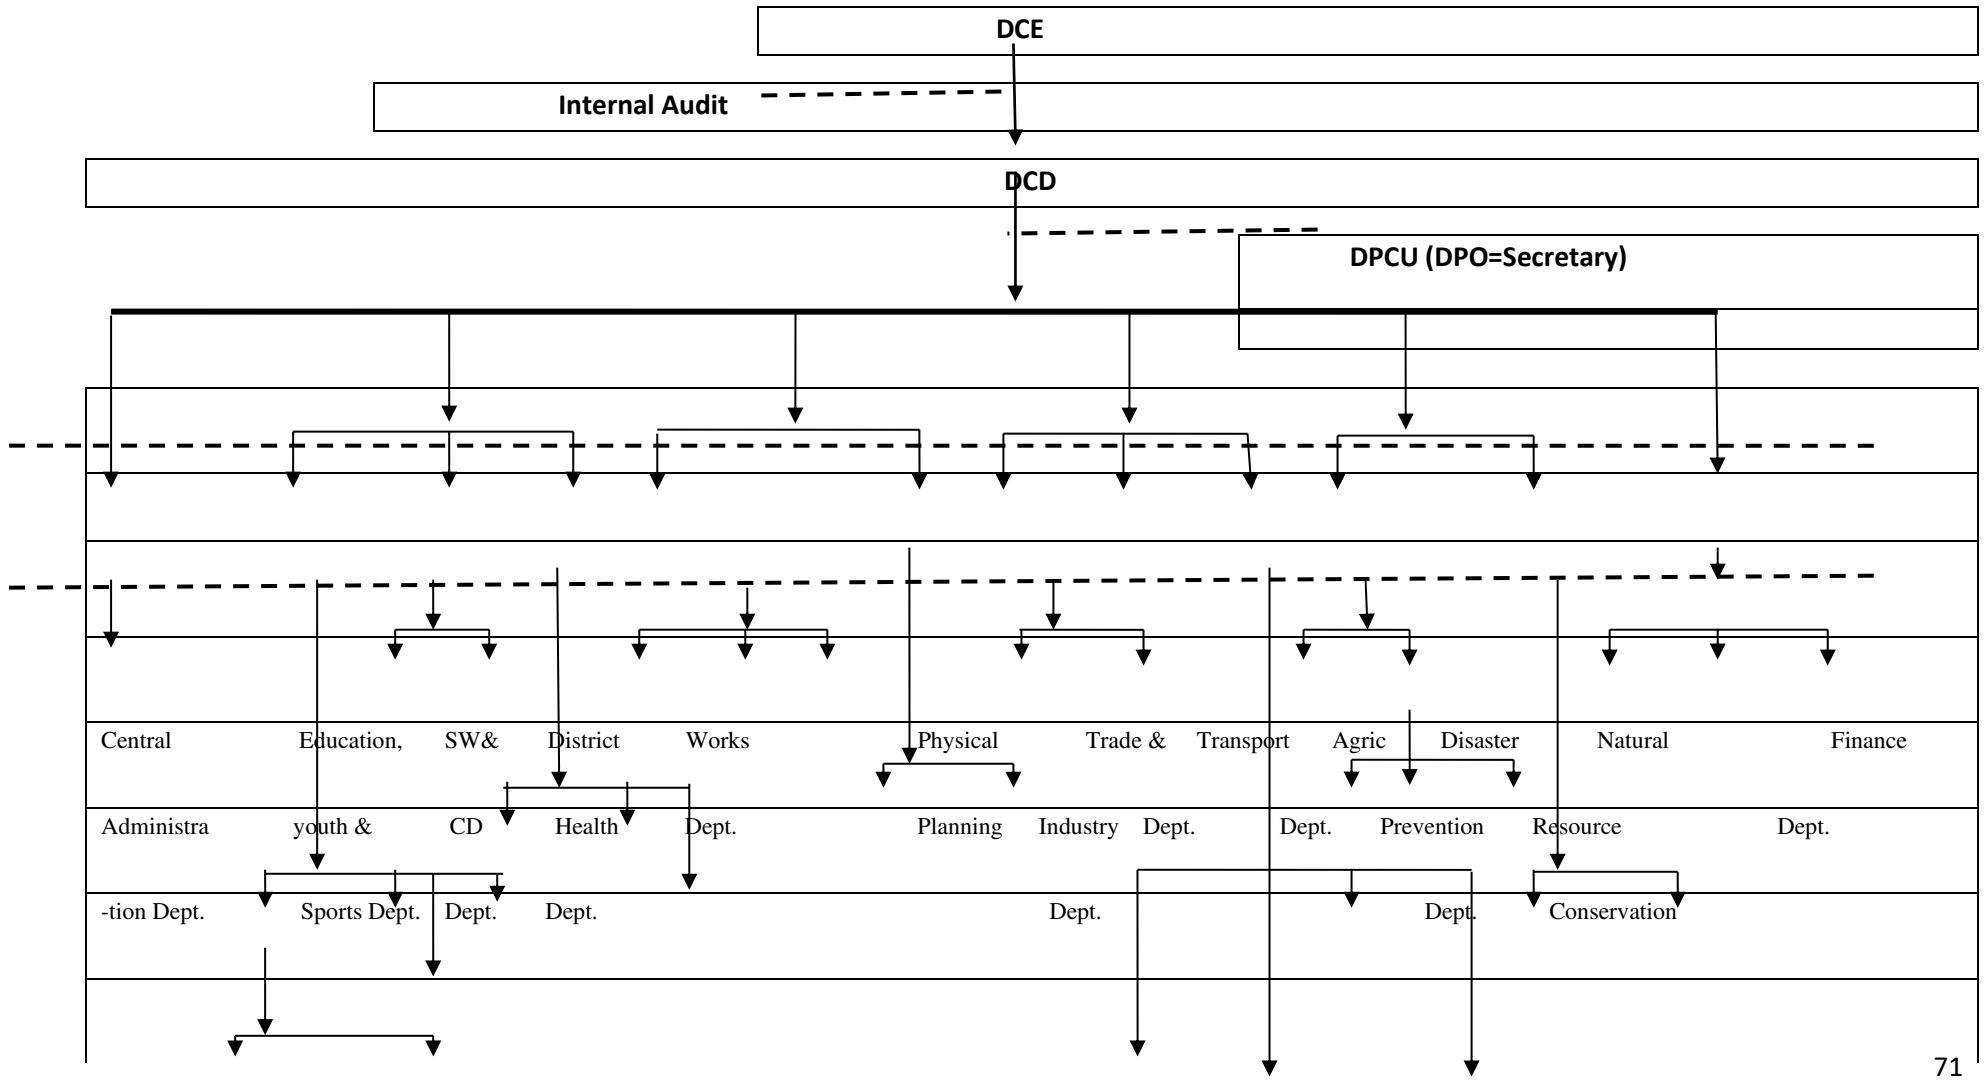 DCE
Internal Audit
DCD
DPCU (DPO=Secretary)
Central Education, SW& District Works Physical Trade & Transport Agric Disaster Natural Finance
Administra youth & CD Health Dept. Planning Industry Dept. Dept. Prevention Resource Dept.
-tion Dept. Sports Dept. Dept. Dept. Dept. Dept. Conservation
71